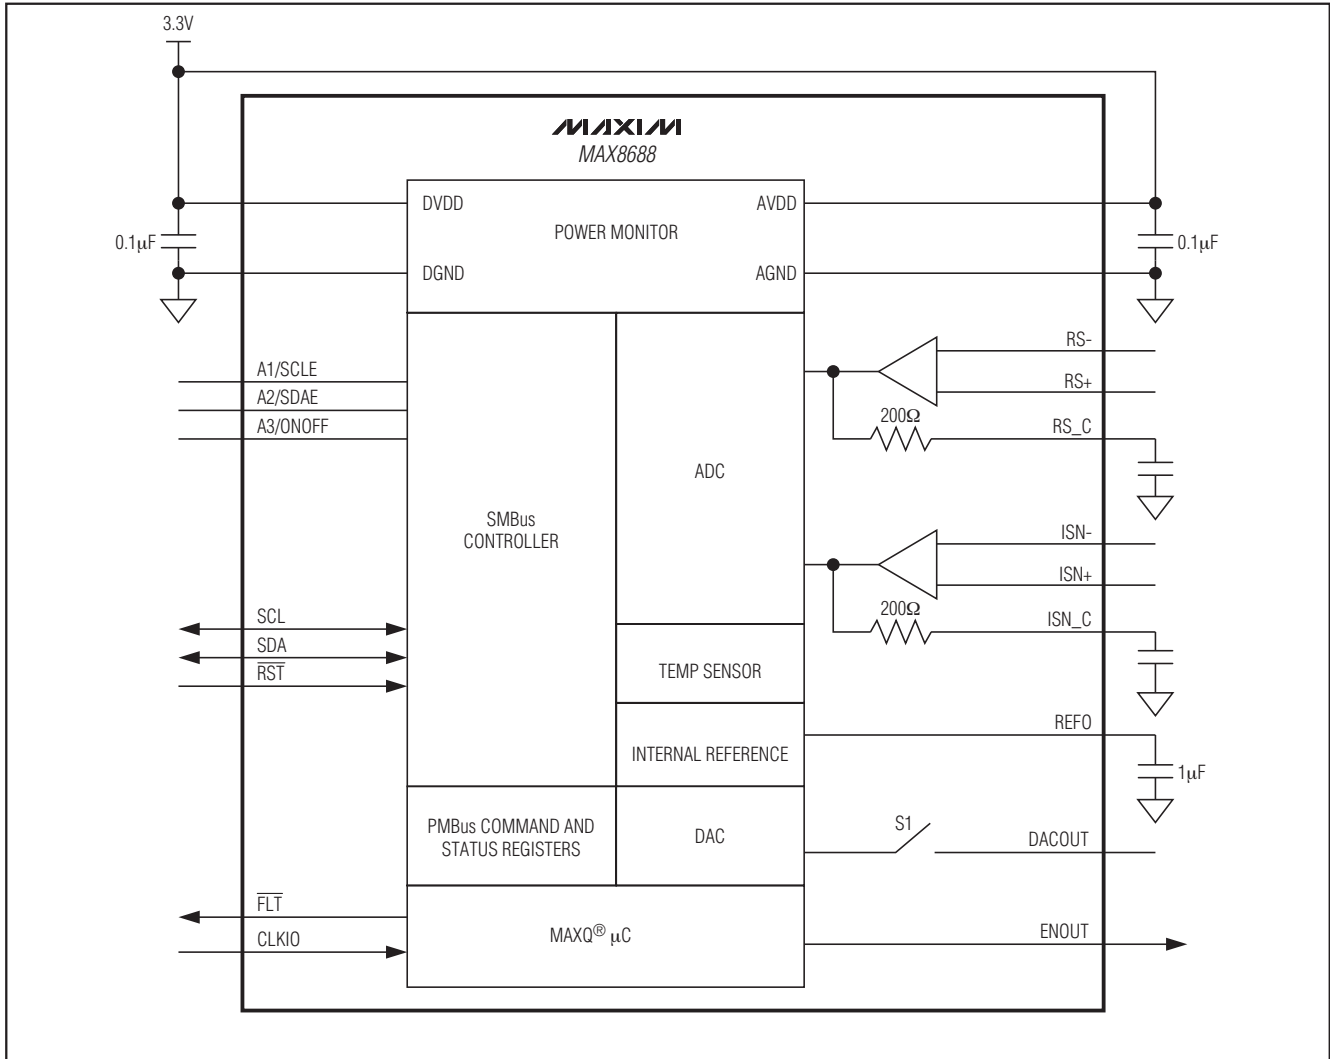 3.3V
MAXIM
MAX8688
DVDD
AVDD
POWER MONITOR
0.1μF
0.1μF
DGND
AGND
RS-
A1/SCLE
RS+
A2/SDAE
200Ω
A3/ONOFF
RS_C
ADC
SMBus
CONTROLLER
ISN-
ISN+
200Ω
SCL
ISN_C
SDA
RST
TEMP SENSOR
REFO
INTERNAL REFERENCE
1μF
PMBus COMMAND AND
STATUS REGISTERS
DAC
S1
DACOUT
FLT
CLKIO
MAXQ® μC
ENOUT